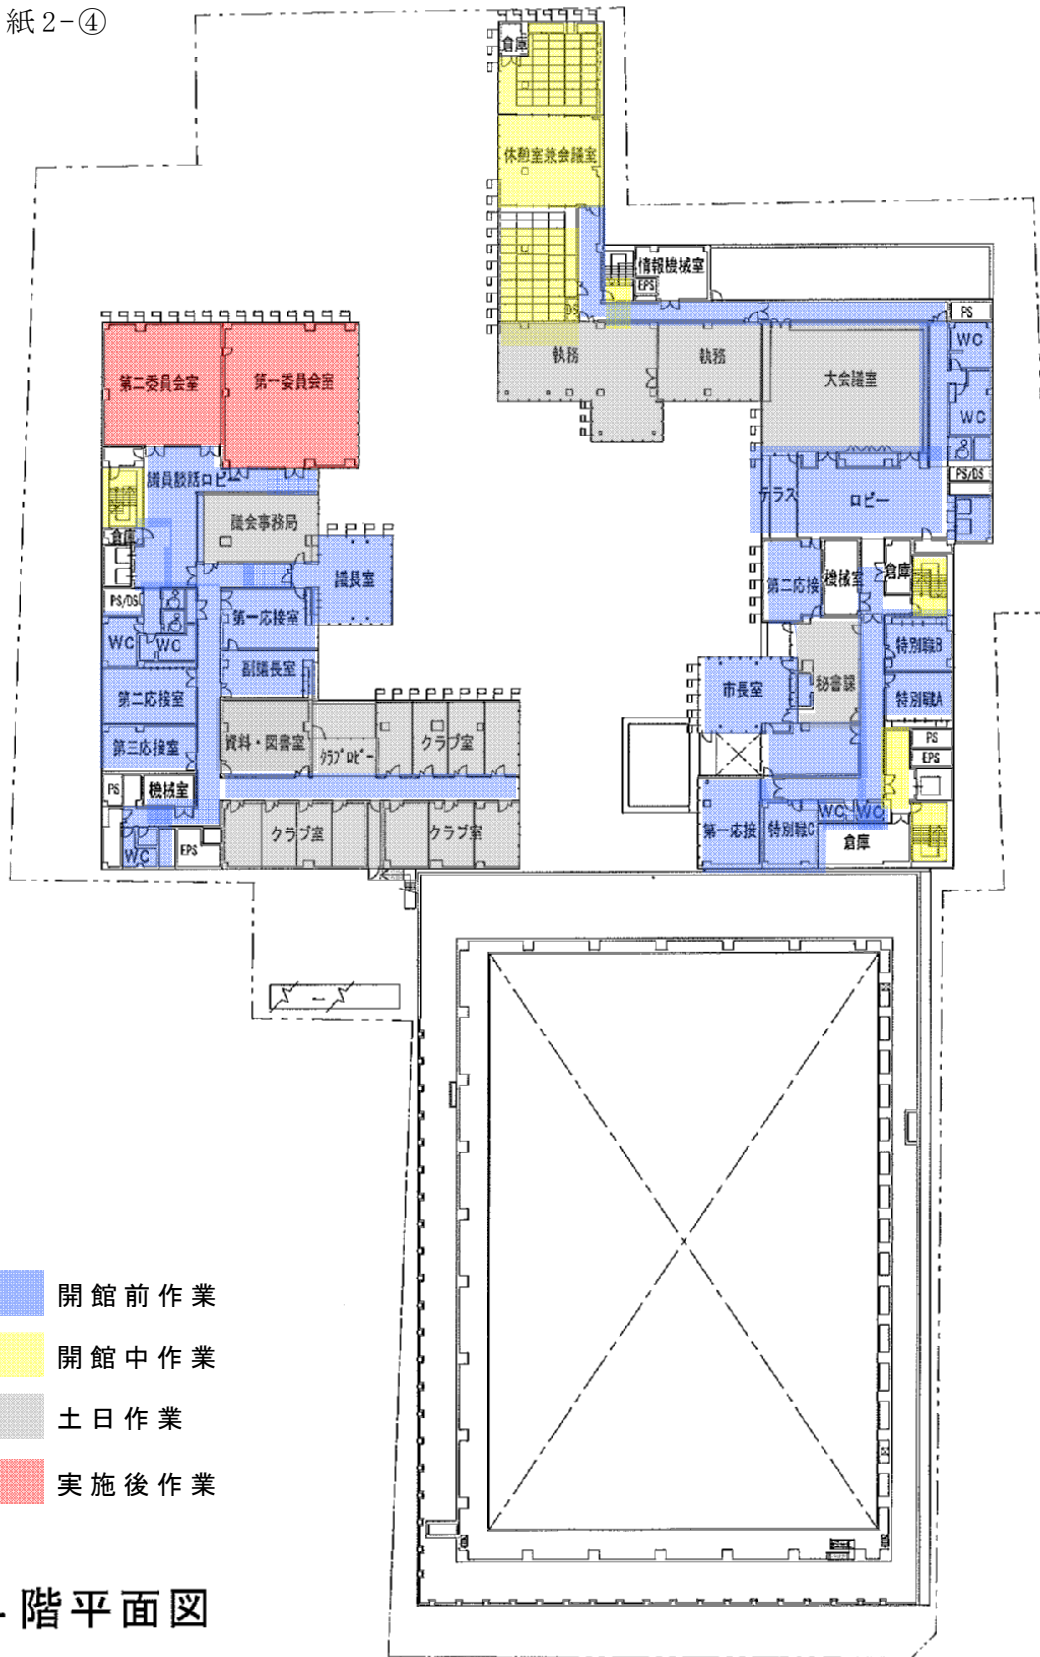 紙2-④
倉庫
休憩室兼会議室
情報機械室
EPS
PS
DS
執務
執務
大会議室
WC
WC
第二委員会室
第一委員会室
議員談話ロビー
PS/DS
テラス
ロビー
議会事務局
倉庫
議長室
第二応接
機械室
倉庫
PS/DS
第一応接室
WC
WC
特別職B
副議長室
秘書課
市長室
第二応接室
特別職A
資料・図書室
クラブロビー
クラブ室
第三応接室
PS
EPS
PS
機械室
クラブ室
クラブ室
第一応接
特別職C
WC
WC
倉庫
WC
EPS
開館前作業
開館中作業
土日作業
実施後作業
階平面図